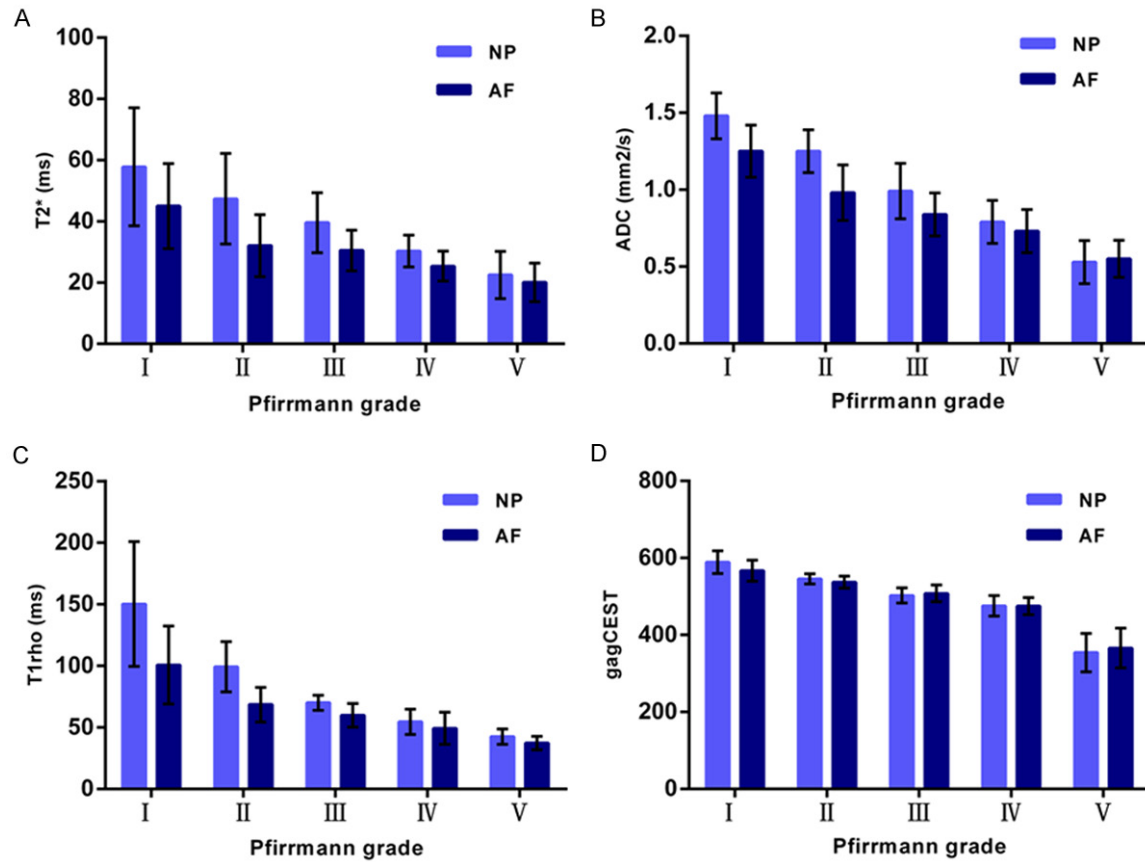 A
T2* (ms)
100
80
60
40
20
0
NP
AF
I II III IV V
Pfirrmann grade
B
ADC (mm2/s)
2.0
1.5
1.0
0.5
0.0
NP
AF
I II III IV V
Pfirrmann grade
C
T1rho (ms)
250
200
150
100
50
0
NP
AF
I II III IV V
Pfirrmann grade
D
gagCEST
800
600
400
200
0
NP
AF
I II III IV V
Pfirrmann grade